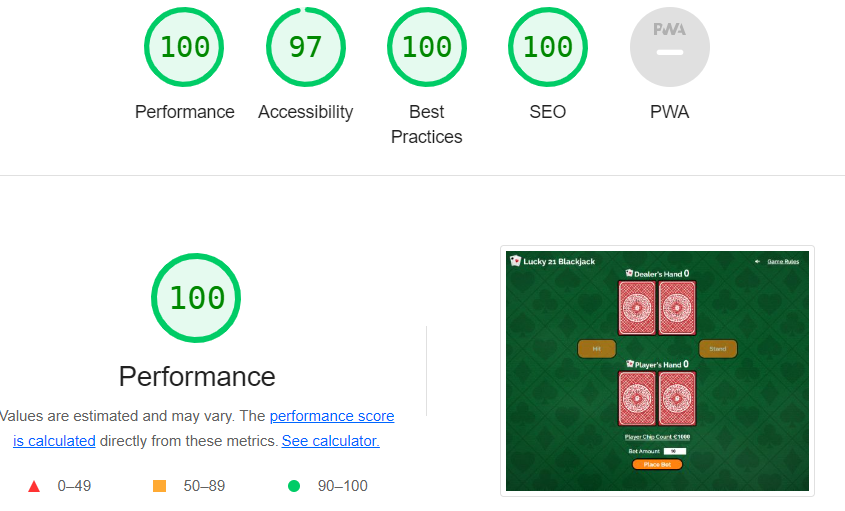 100
97
100
100
PWA
Performance
Accessibility
Best
Practices
SEO
PWA
100
Performance
Values are estimated and may vary. The performance score
is calculated directly from these metrics. See calculator.
0–49
50–89
90–100
Lucky 21 Blackjack
Game Rules
Dealer's Hand 0
Hit
Stand
Player's Hand 0
Player Chip Count €1000
Bet Amount
Place Bet